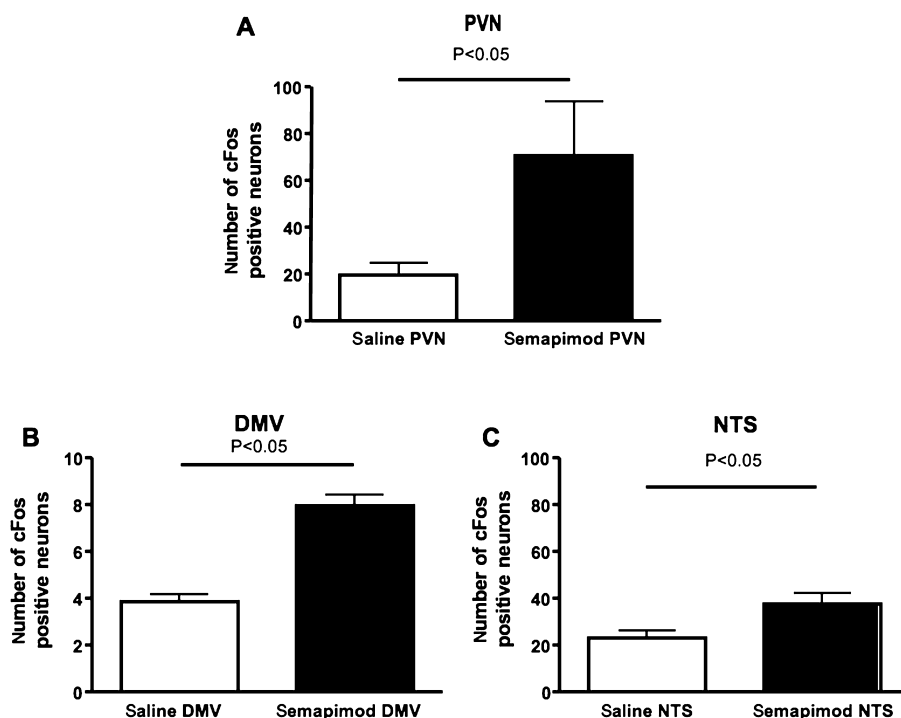 A
PVN
P<0.05
Number of cFos
positive neurons
100
80
60
40
20
0
Saline PVN
Semapimod PVN
B
DMV
P<0.05
Number of cFos
positive neurons
10
8
6
4
2
0
Saline DMV
Semapimod DMV
C
NTS
P<0.05
Number of cFos
positive neurons
100
80
60
40
20
0
Saline NTS
Semapimod NTS